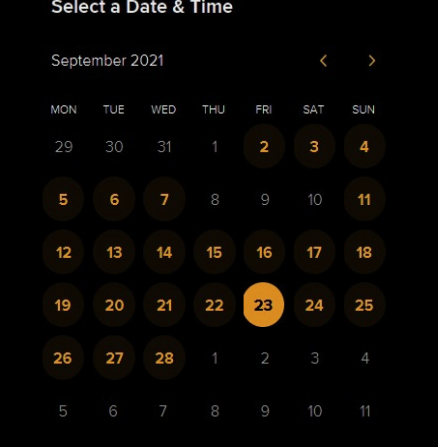 Select a Date & Time
September 2021
MON TUE WED THU FRI SAT SUN
29 30 31 1 2 3 4
5 6 7 8 9 10 11
12 13 14 15 16 17 18
19 20 21 22 23 24 25
26 27 28 1 2 3 4
5 6 7 8 9 10 11